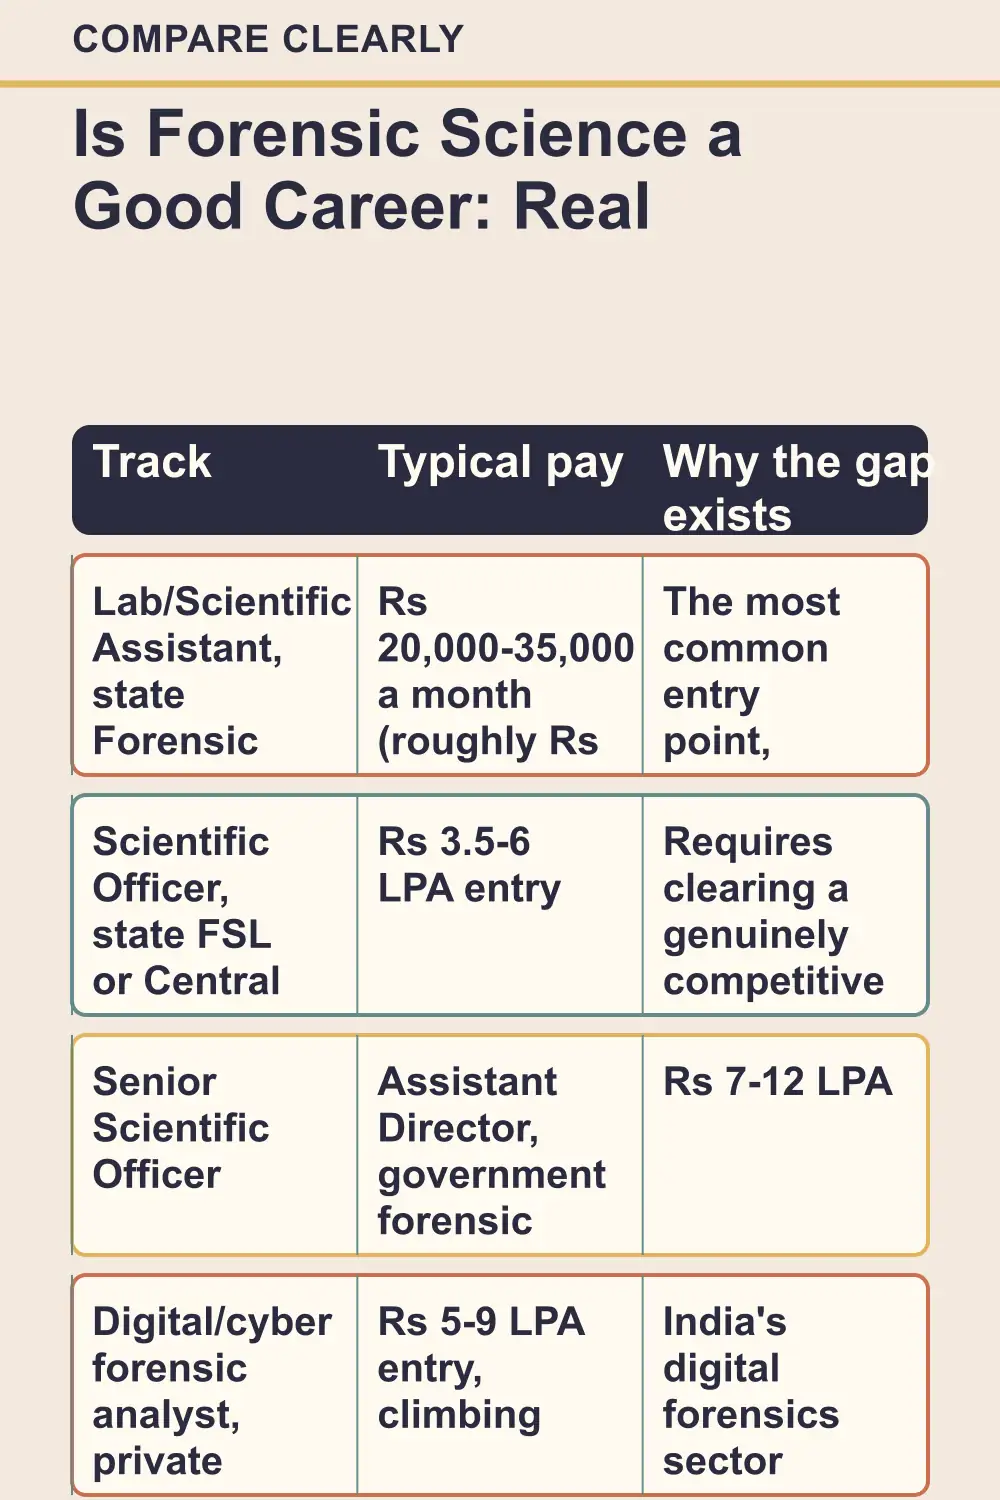 COMPARE CLEARLY
Is Forensic Science a
Good Career: Real
Track
Typical pay
Why the gap
exists
Lab/Scientific
Assistant,
state
Forensic
Rs
20,000-35,000
a month
(roughly Rs
The most
common
entry
point,
Scientific
Officer,
state FSL
or Central
Rs 3.5-6
LPA entry
Requires
clearing a
genuinely
competitive
Senior
Scientific
Officer
Assistant
Director,
government
forensic
Rs 7-12 LPA
Digital/cyber
forensic
analyst,
private
Rs 5-9 LPA
entry,
climbing
India's
digital
forensics
sector